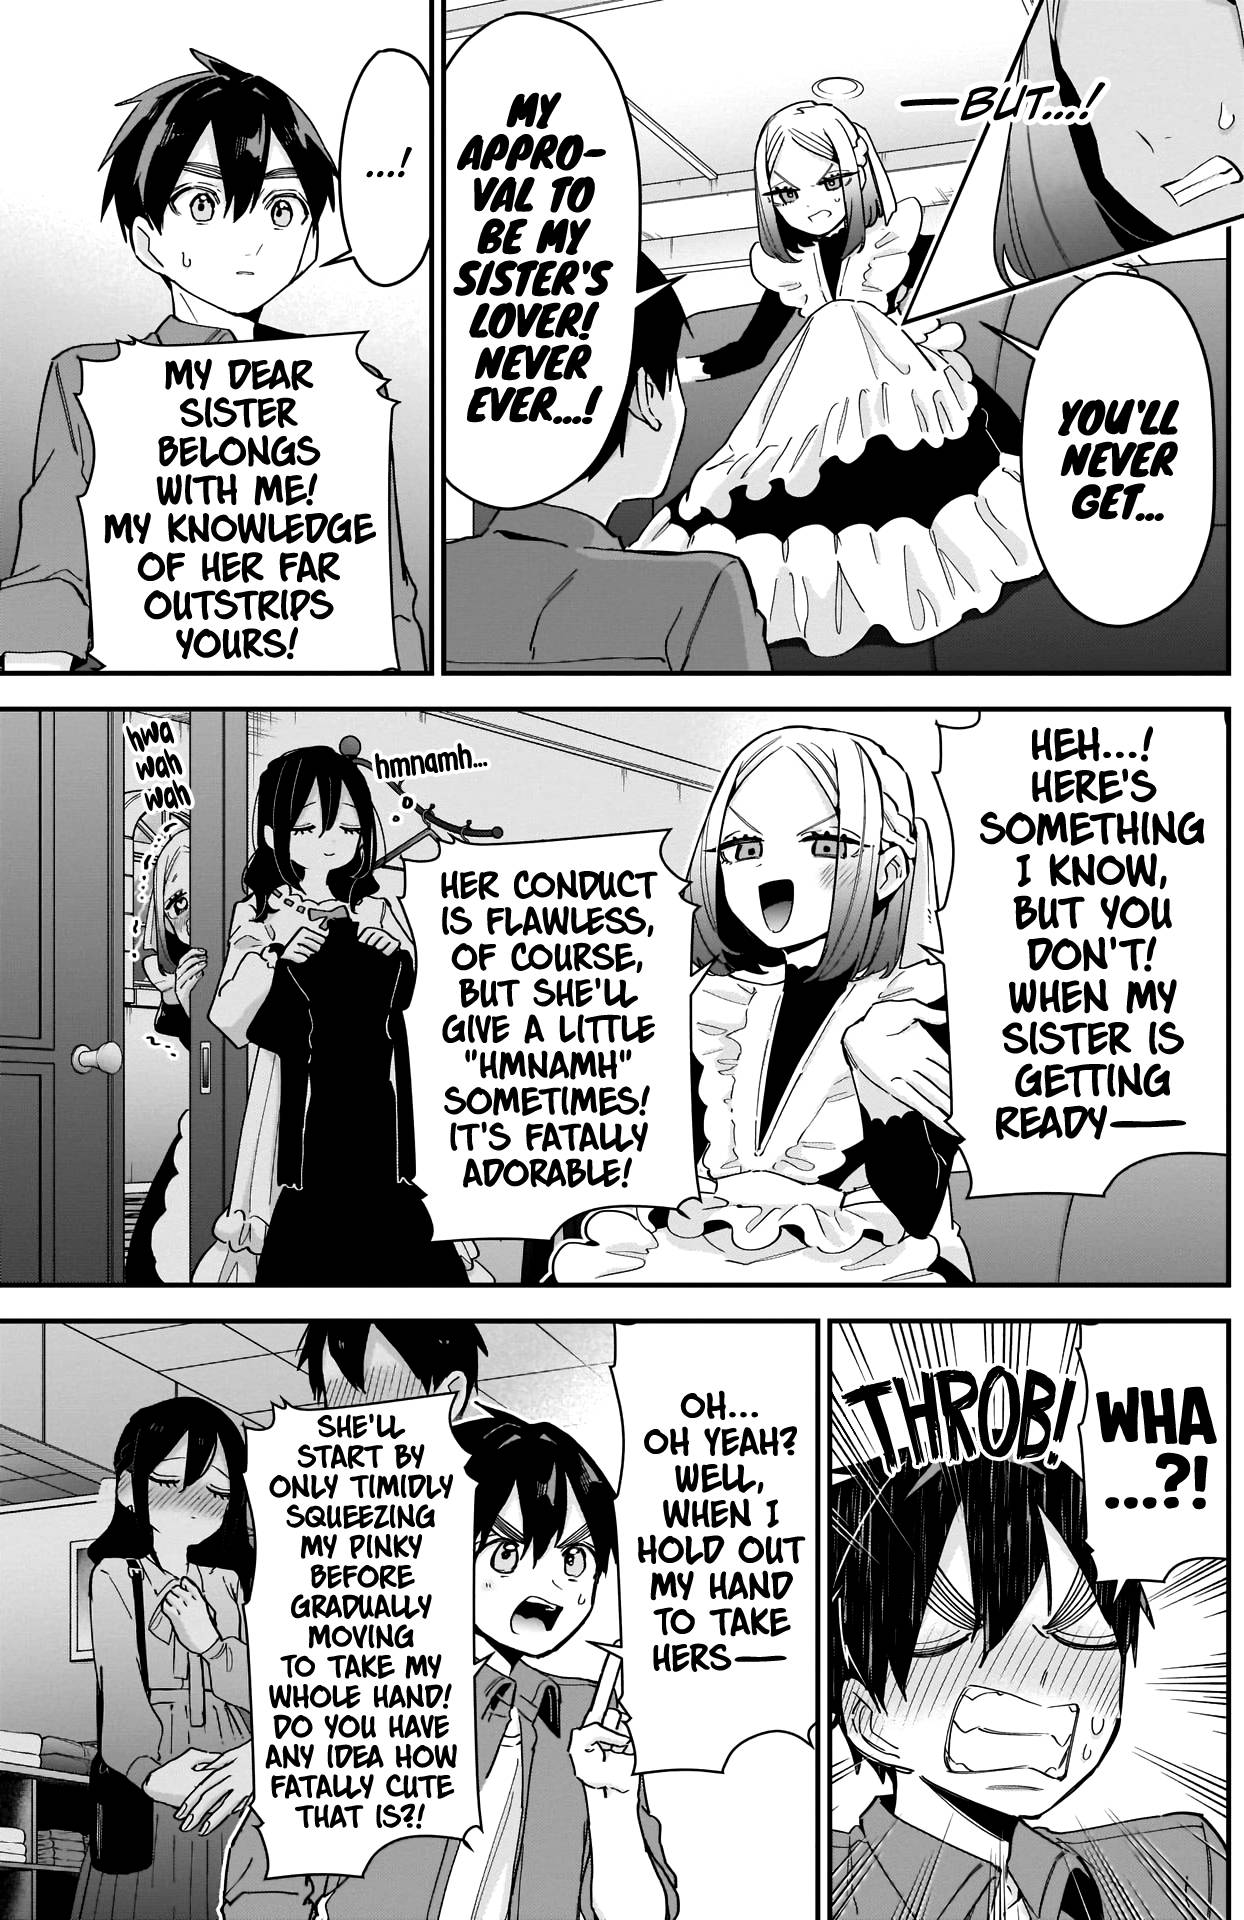 —BUT...!
YOU'LL
NEVER
GET...
MY
APPRO-
VAL TO
BE MY
SISTER'S
LOVER!
NEVER
EVER...!
...!
MY DEAR
SISTER
BELONGS
WITH ME!
MY KNOWLEDGE
OF HER FAR
OUTSTRIPS
YOURS!
HEH...!
HERE'S
SOMETHING
I KNOW,
BUT YOU
DON'T!
WHEN MY
SISTER IS
GETTING
READY——
HER CONDUCT
IS FLAWLESS,
OF COURSE,
BUT SHE'LL
GIVE A LITTLE
"HMNAMH"
SOMETIMES!
IT'S FATALLY
ADORABLE!
hmnamh...
hwa
wah
wah
WHA
...?!
THROB!
OH...
OH YEAH?
WELL,
WHEN I
HOLD OUT
MY HAND
TO TAKE
HERS——
SHE'LL
START BY
ONLY TIMIDLY
SQUEEZING
MY PINKY
BEFORE
GRADUALLY
MOVING
TO TAKE MY
WHOLE HAND!
DO YOU HAVE
ANY IDEA HOW
FATALLY CUTE
THAT IS?!